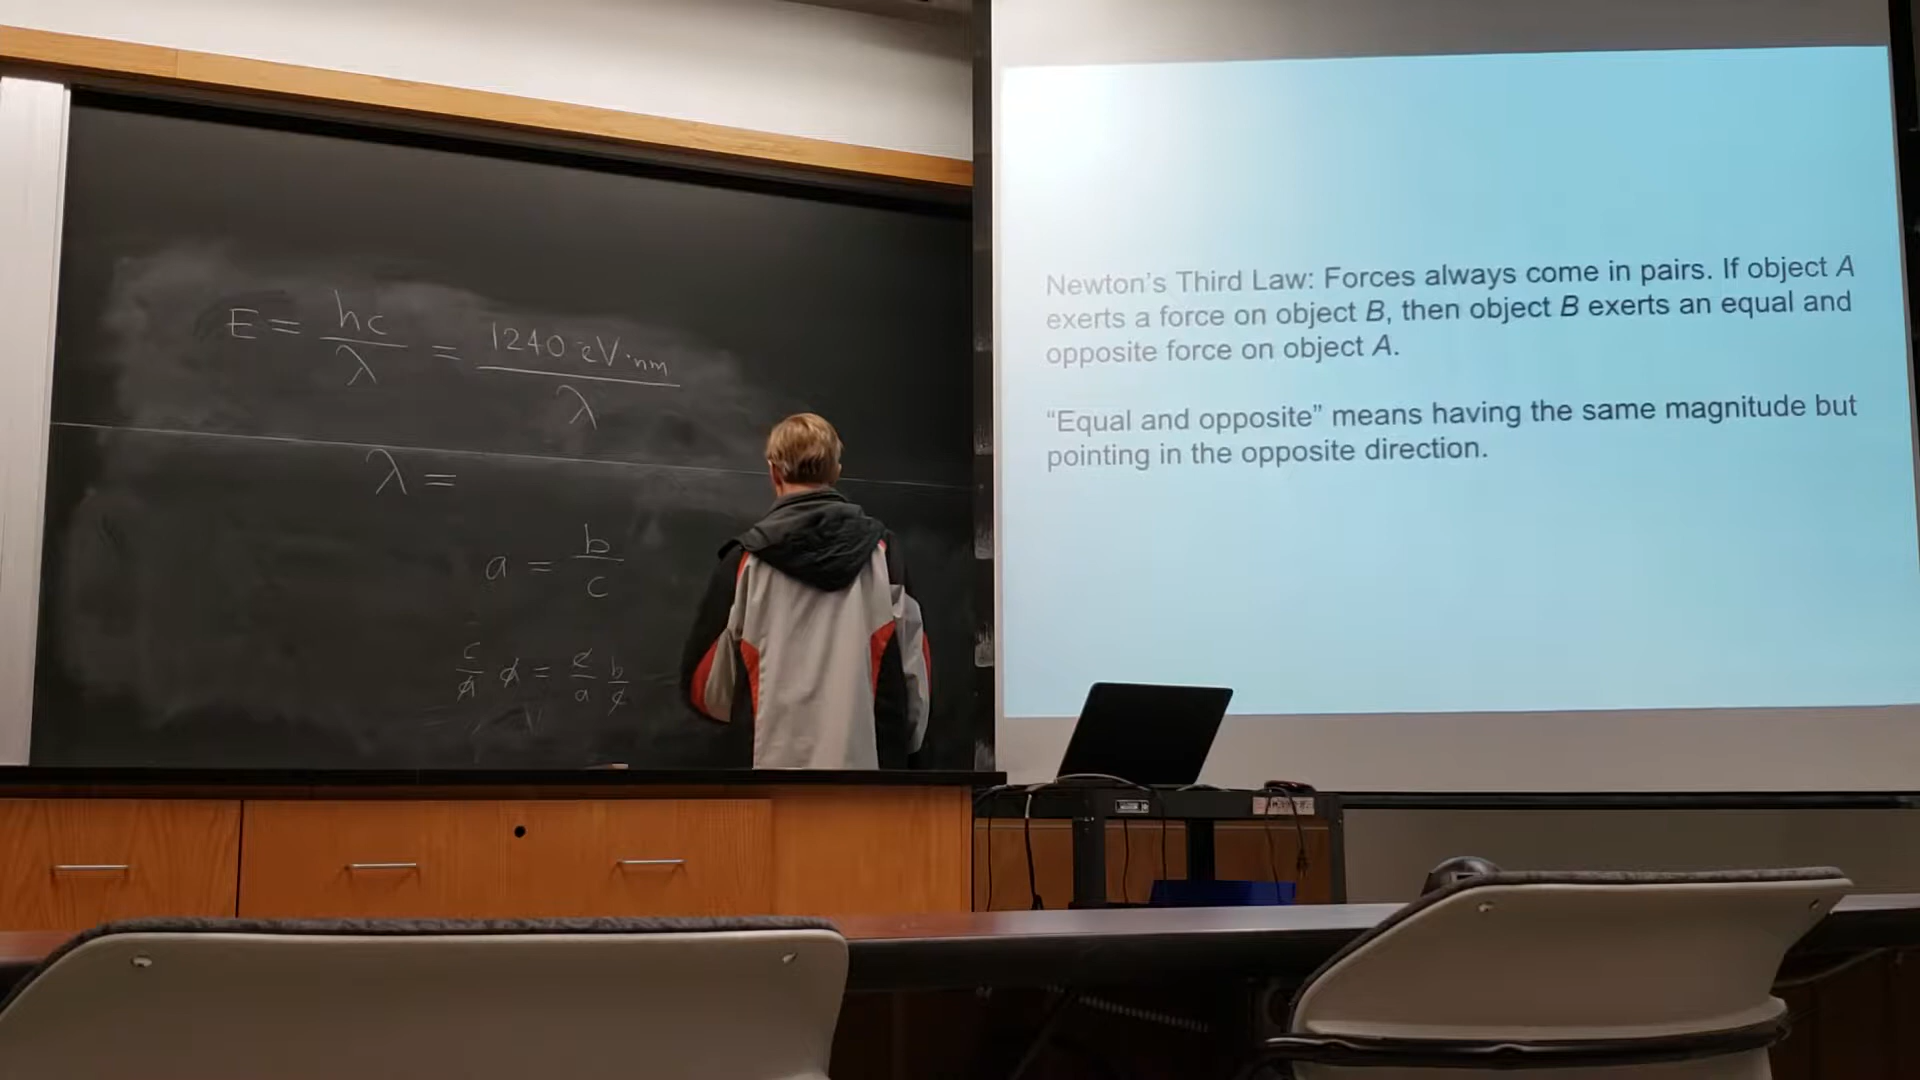 E = hc/λ = 1240 eV·nm/λ
λ =
a = b/c
c/a a = c/a b/c
Newton's Third Law: Forces always come in pairs. If object A
exerts a force on object B, then object B exerts an equal and
opposite force on object A.
“Equal and opposite” means having the same magnitude but
pointing in the opposite direction.